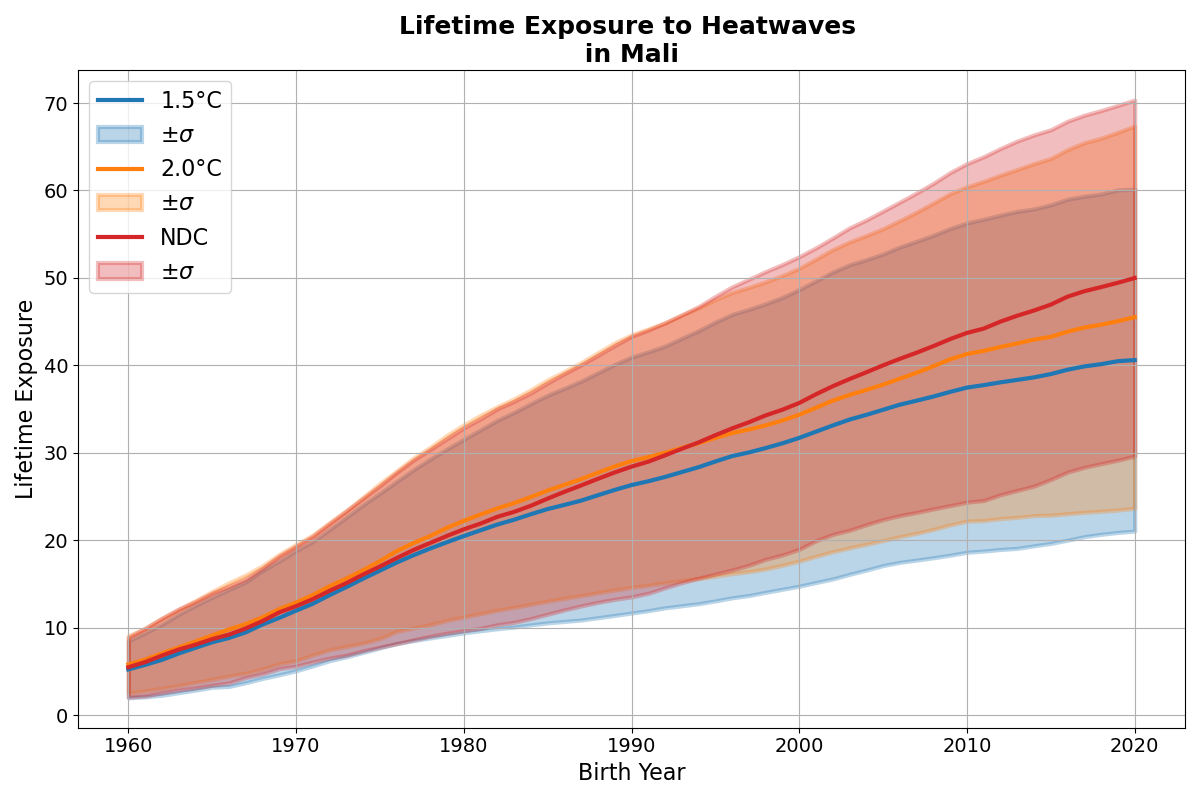 Lifetime Exposure to Heatwaves
in Mali
1.5°C
±σ
2.0°C
±σ
NDC
±σ
Lifetime Exposure
70
60
50
40
30
20
10
0
1960 1970 1980 1990 2000 2010 2020
Birth Year